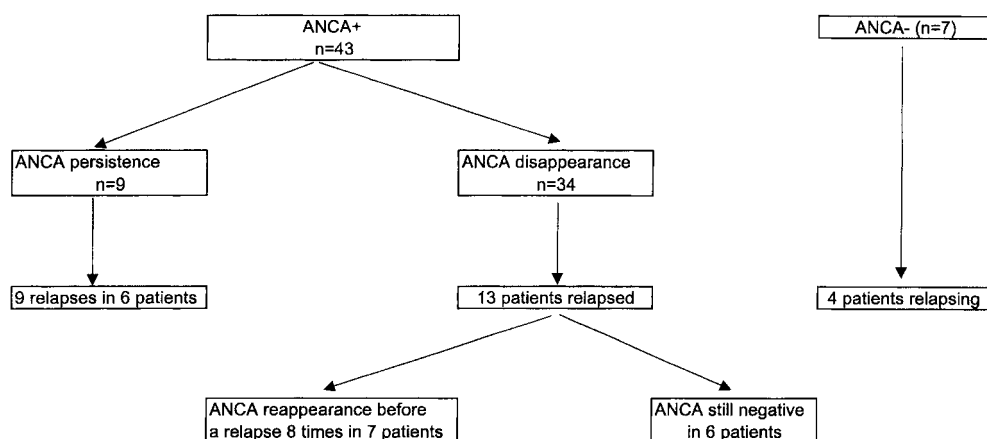 ANCA+
n=43
ANCA- (n=7)
ANCA persistence
n=9
ANCA disappearance
n=34
9 relapses in 6 patients
13 patients relapsed
4 patients relapsing
ANCA reappearance before
a relapse 8 times in 7 patients
ANCA still negative
in 6 patients